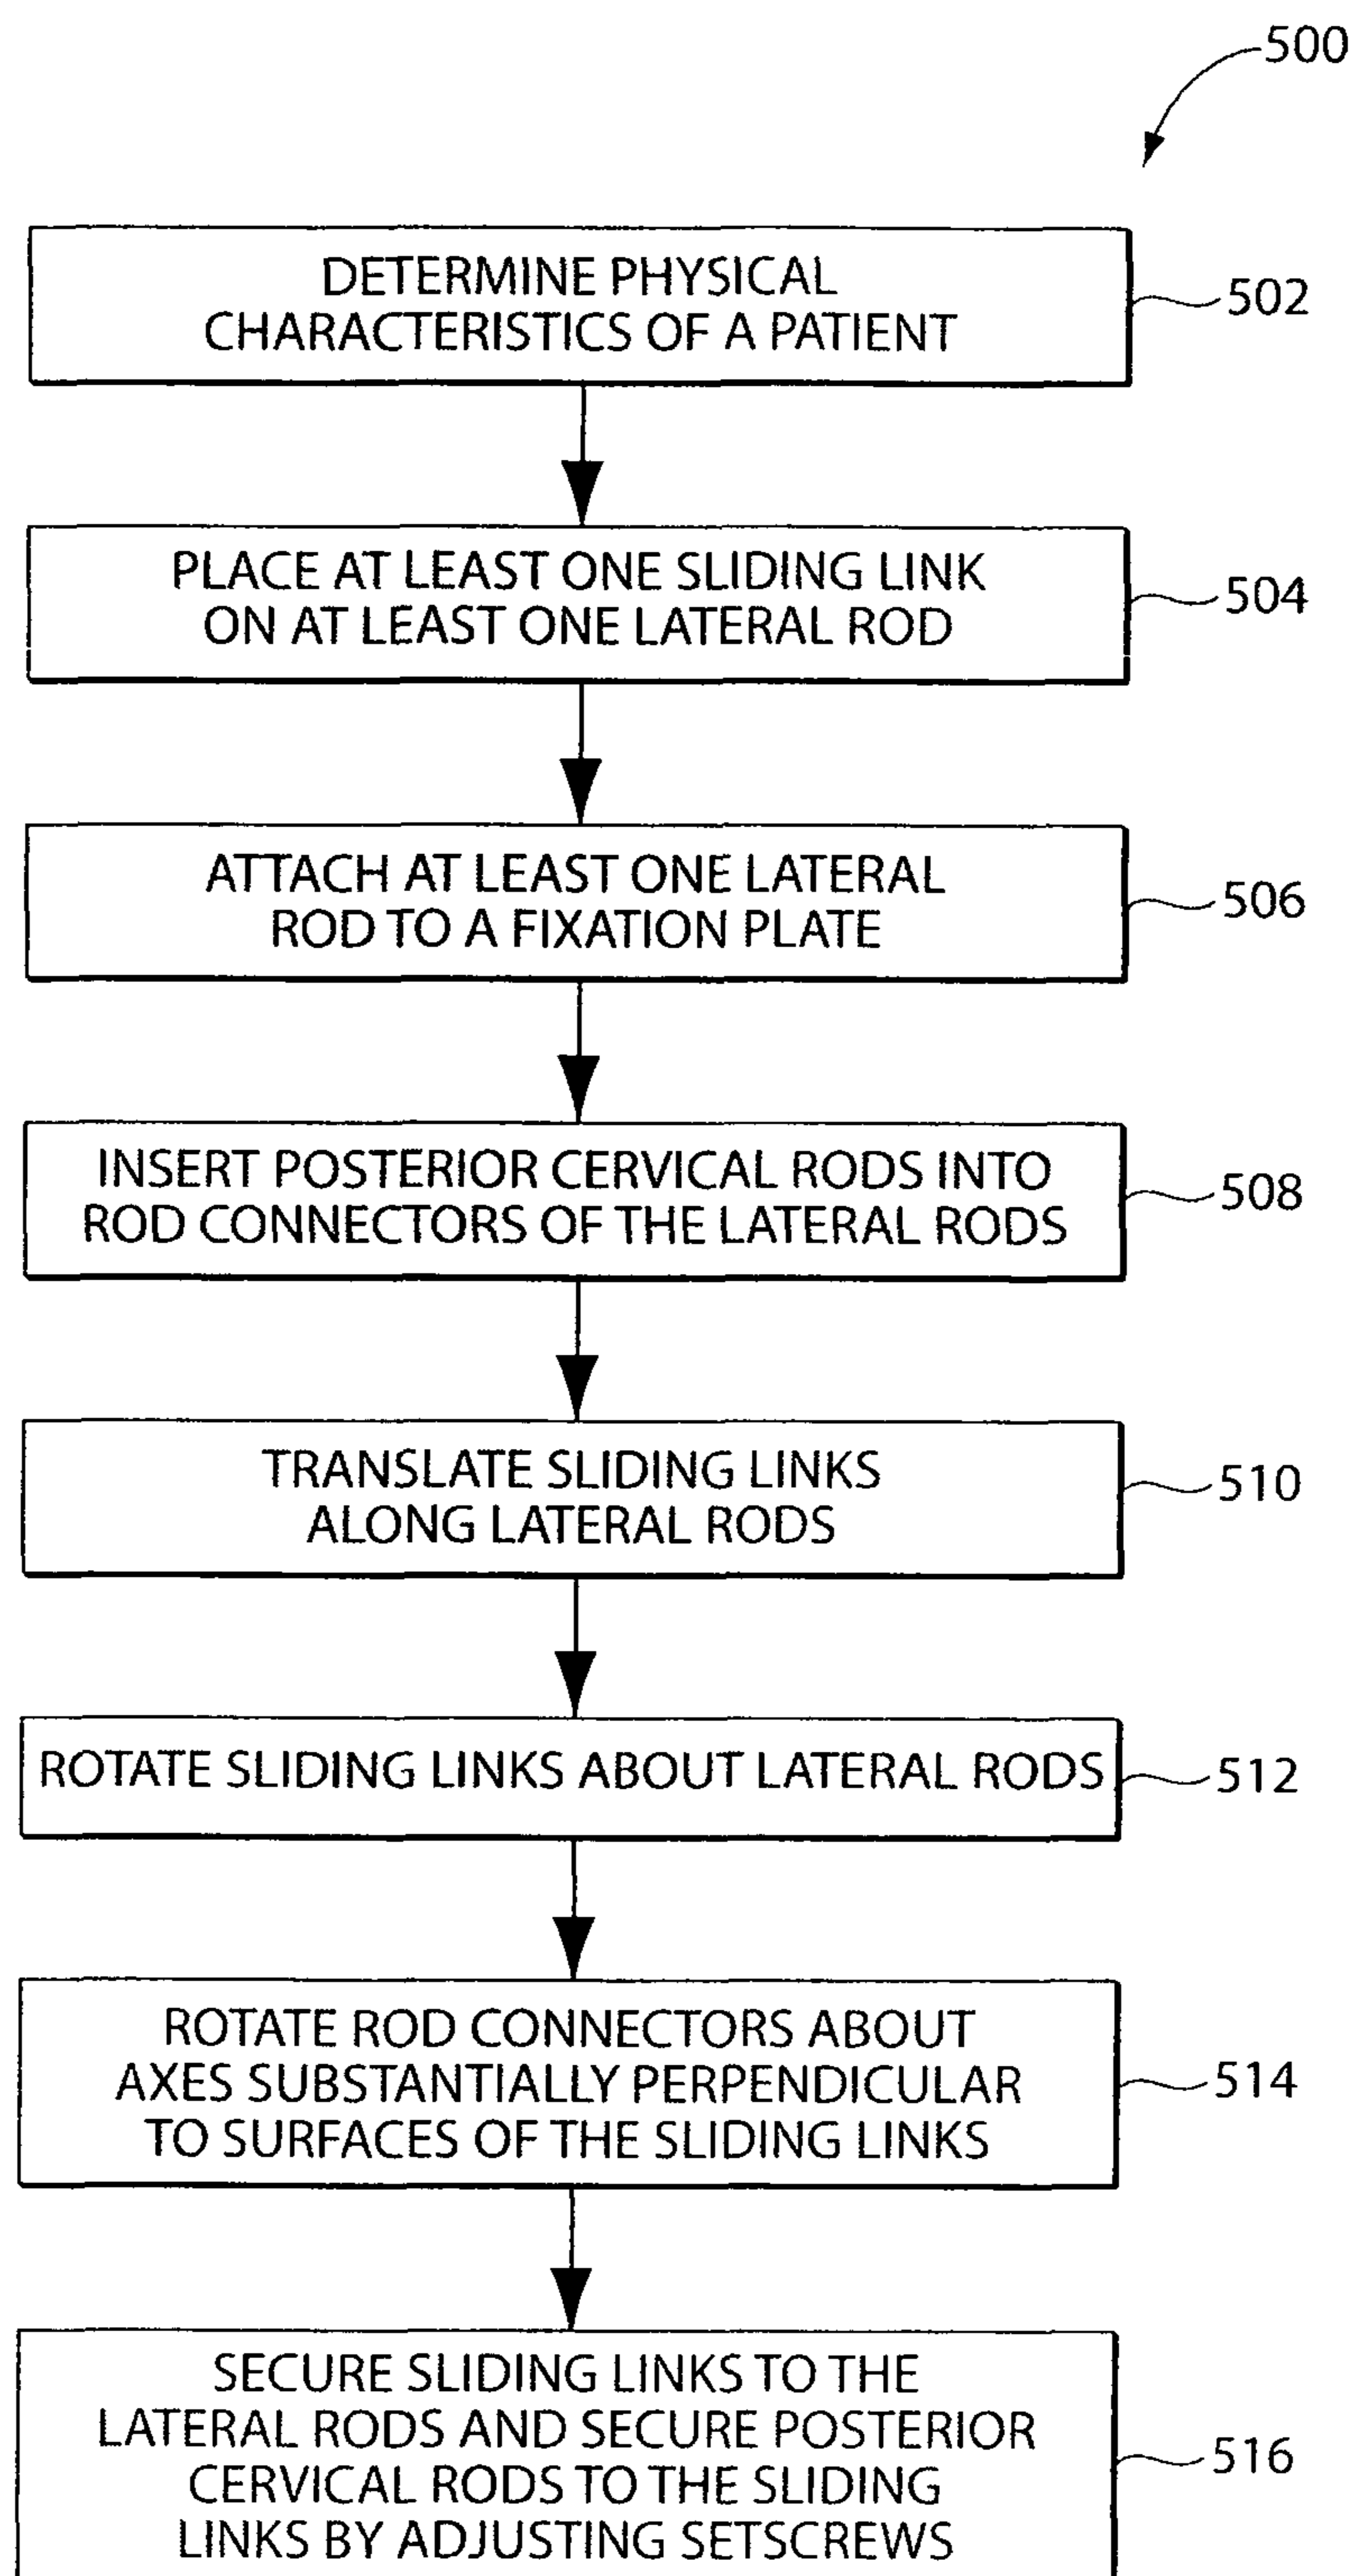 500
DETERMINE PHYSICAL
CHARACTERISTICS OF A PATIENT
502
PLACE AT LEAST ONE SLIDING LINK
ON AT LEAST ONE LATERAL ROD
504
ATTACH AT LEAST ONE LATERAL
ROD TO A FIXATION PLATE
506
INSERT POSTERIOR CERVICAL RODS INTO
ROD CONNECTORS OF THE LATERAL RODS
508
TRANSLATE SLIDING LINKS
ALONG LATERAL RODS
510
ROTATE SLIDING LINKS ABOUT LATERAL RODS
512
ROTATE ROD CONNECTORS ABOUT
AXES SUBSTANTIALLY PERPENDICULAR
TO SURFACES OF THE SLIDING LINKS
514
SECURE SLIDING LINKS TO THE
LATERAL RODS AND SECURE POSTERIOR
CERVICAL RODS TO THE SLIDING
LINKS BY ADJUSTING SETSCREWS
516